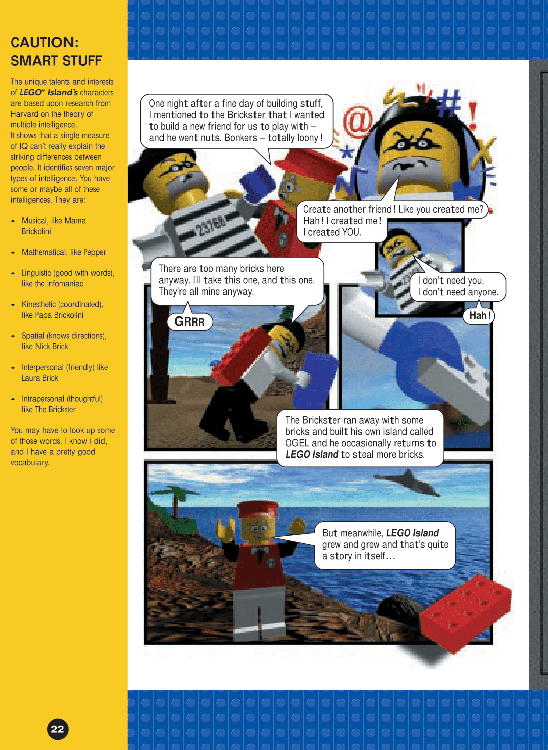 CAUTION:
SMART STUFF
The unique talents and interests
of LEGO® Island's characters
are based upon research from
Harvard on the theory of
multiple intelligence.
It shows that a single measure
of IQ can't really explain the
striking differences between
people. It identifies seven major
types of intelligence. You have
some or maybe all of these
intelligences. They are:
• Musical, like Mama
Brickolini
• Mathematical, like Pepper
• Linguistic (good with words),
like the Infomaniac
• Kinesthetic (coordinated),
like Papa Brickolini
• Spatial (knows directions),
like Nick Brick
• Interpersonal (friendly) like
Laura Brick
• Intrapersonal (thoughtful)
like The Brickster
You may have to look up some
of those words. I know I did,
and I have a pretty good
vocabulary.
22
One night after a fine day of building stuff,
I mentioned to the Brickster that I wanted
to build a new friend for us to play with –
and he went nuts. Bonkers – totally loony!
@ * # !
23768
Create another friend! Like you created me?
Hah! I created me!
I created YOU.
There are too many bricks here
anyway. I'll take this one, and this one.
They're all mine anyway.
GRRR
I don't need you.
I don't need anyone.
Hah!
The Brickster ran away with some
bricks and built his own island called
OGEL and he occasionally returns to
LEGO Island to steal more bricks.
But meanwhile, LEGO Island
grew and grew and that's quite
a story in itself...